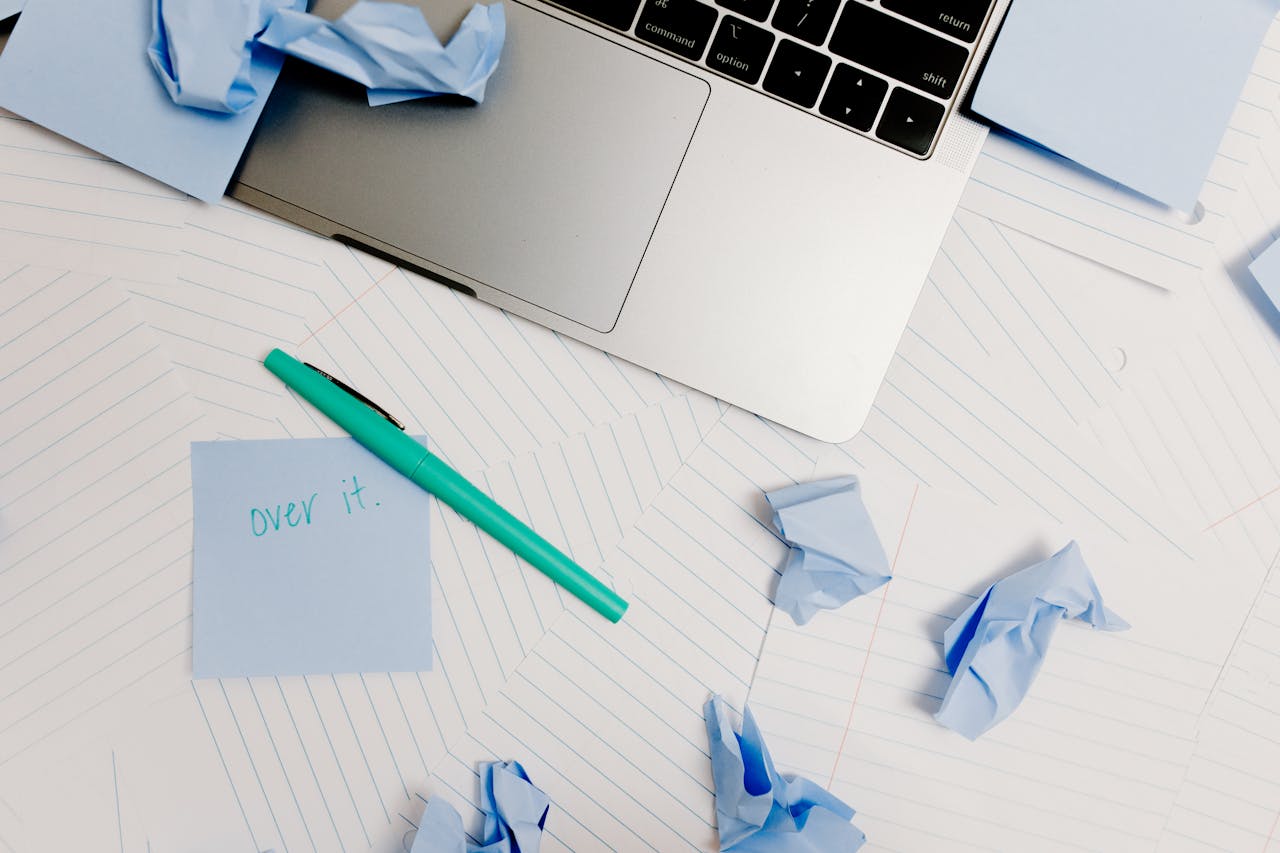 ⌘
command
⌥
option
?
/
return
shift
over it.